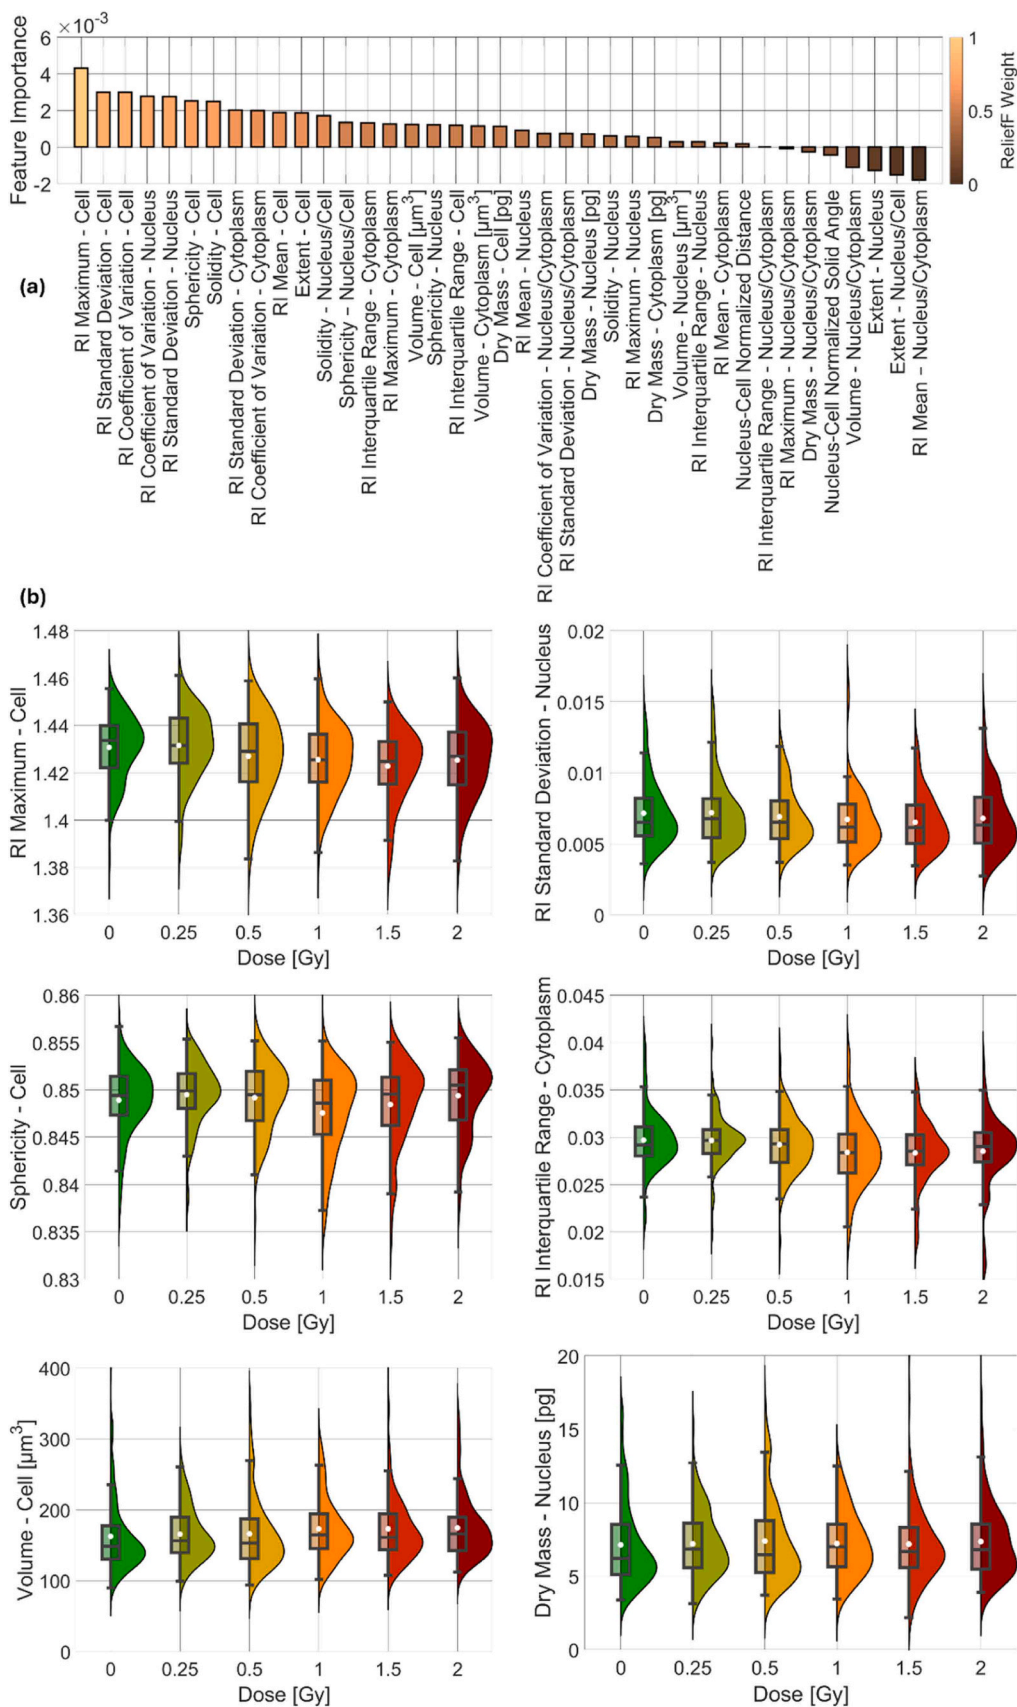 ×10⁻³
6
4
2
0
-2
Feature Importance
1
0.5
0
ReliefF Weight
RI Maximum - Cell
RI Standard Deviation - Cell
RI Coefficient of Variation - Cell
RI Coefficient of Variation - Nucleus
RI Standard Deviation - Nucleus
Sphericity - Cell
Solidity - Cell
RI Standard Deviation - Cytoplasm
RI Coefficient of Variation - Cytoplasm
RI Mean - Cell
Extent - Cell
Solidity - Nucleus/Cell
Sphericity - Nucleus/Cell
RI Interquartile Range - Cytoplasm
RI Maximum - Cytoplasm
Volume - Cell [µm³]
Sphericity - Nucleus
RI Interquartile Range - Cell
Volume - Cytoplasm [µm³]
Dry Mass - Cell [pg]
RI Mean - Nucleus
RI Coefficient of Variation - Nucleus/Cytoplasm
RI Standard Deviation - Nucleus/Cytoplasm
Dry Mass - Nucleus [pg]
Solidity - Nucleus
RI Maximum - Nucleus
Dry Mass - Cytoplasm [pg]
Volume - Nucleus [µm³]
RI Interquartile Range - Nucleus
RI Mean - Cytoplasm
Nucleus-Cell Normalized Distance
RI Interquartile Range - Nucleus/Cytoplasm
RI Maximum - Nucleus/Cytoplasm
Dry Mass - Nucleus/Cytoplasm
Nucleus-Cell Normalized Solid Angle
Volume - Nucleus/Cytoplasm
Extent - Nucleus
Extent - Nucleus/Cell
RI Mean – Nucleus/Cytoplasm
(a)
(b)
1.48
1.46
1.44
1.42
1.4
1.38
1.36
RI Maximum - Cell
0 0.25 0.5 1 1.5 2
Dose [Gy]
0.02
0.015
0.01
0.005
0
RI Standard Deviation - Nucleus
0 0.25 0.5 1 1.5 2
Dose [Gy]
0.86
0.855
0.85
0.845
0.84
0.835
0.83
Sphericity - Cell
0 0.25 0.5 1 1.5 2
Dose [Gy]
0.045
0.04
0.035
0.03
0.025
0.02
0.015
RI Interquartile Range - Cytoplasm
0 0.25 0.5 1 1.5 2
Dose [Gy]
400
300
200
100
0
Volume - Cell [µm³]
0 0.25 0.5 1 1.5 2
Dose [Gy]
20
15
10
5
0
Dry Mass - Nucleus [pg]
0 0.25 0.5 1 1.5 2
Dose [Gy]